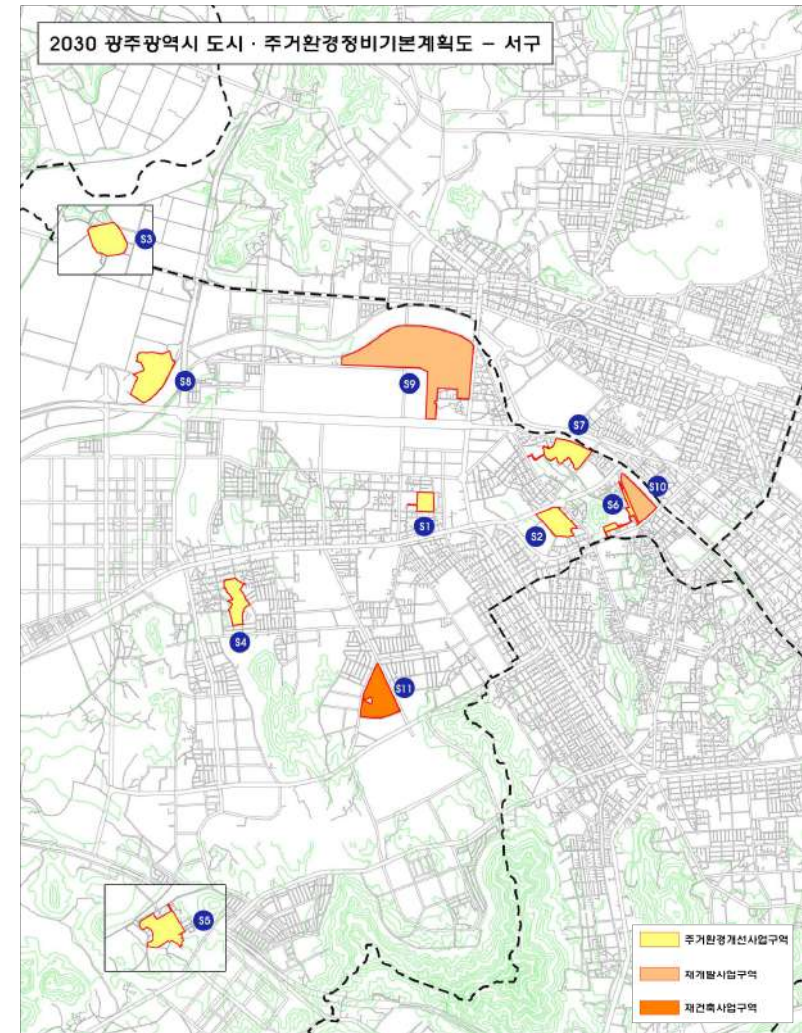 2030 광주광역시 도시 · 주거환경정비기본계획도 - 서구
S3
S8
S9
S7
S10
S6
S1
S2
S4
S11
S5
주거환경개선사업구역
재개발사업구역
재건축사업구역